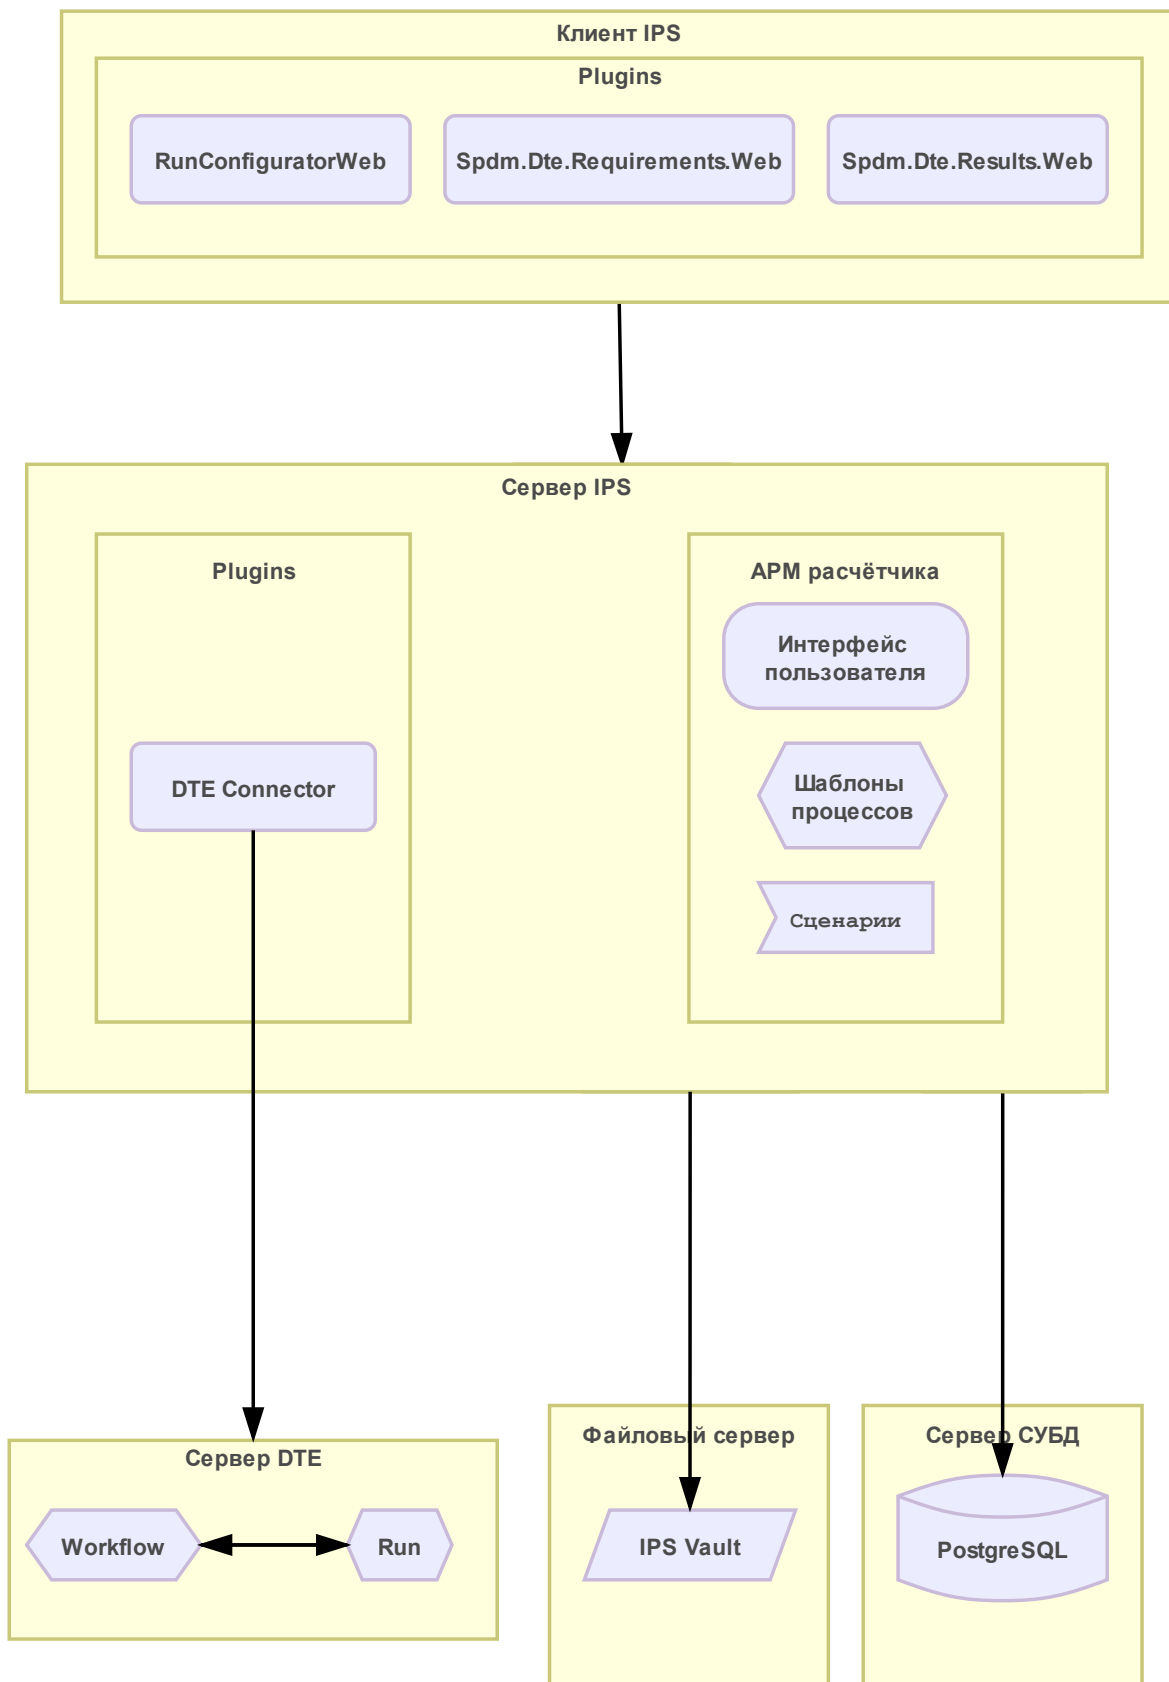 Клиент IPS
Plugins
RunConfiguratorWeb
Spdm.Dte.Requirements.Web
Spdm.Dte.Results.Web
Сервер IPS
Plugins
DTE Connector
АРМ расчётчика
Интерфейс
пользователя
Шаблоны
процессов
Сценарии
Сервер DTE
Workflow
Run
Файловый сервер
IPS Vault
Сервер СУБД
PostgreSQL